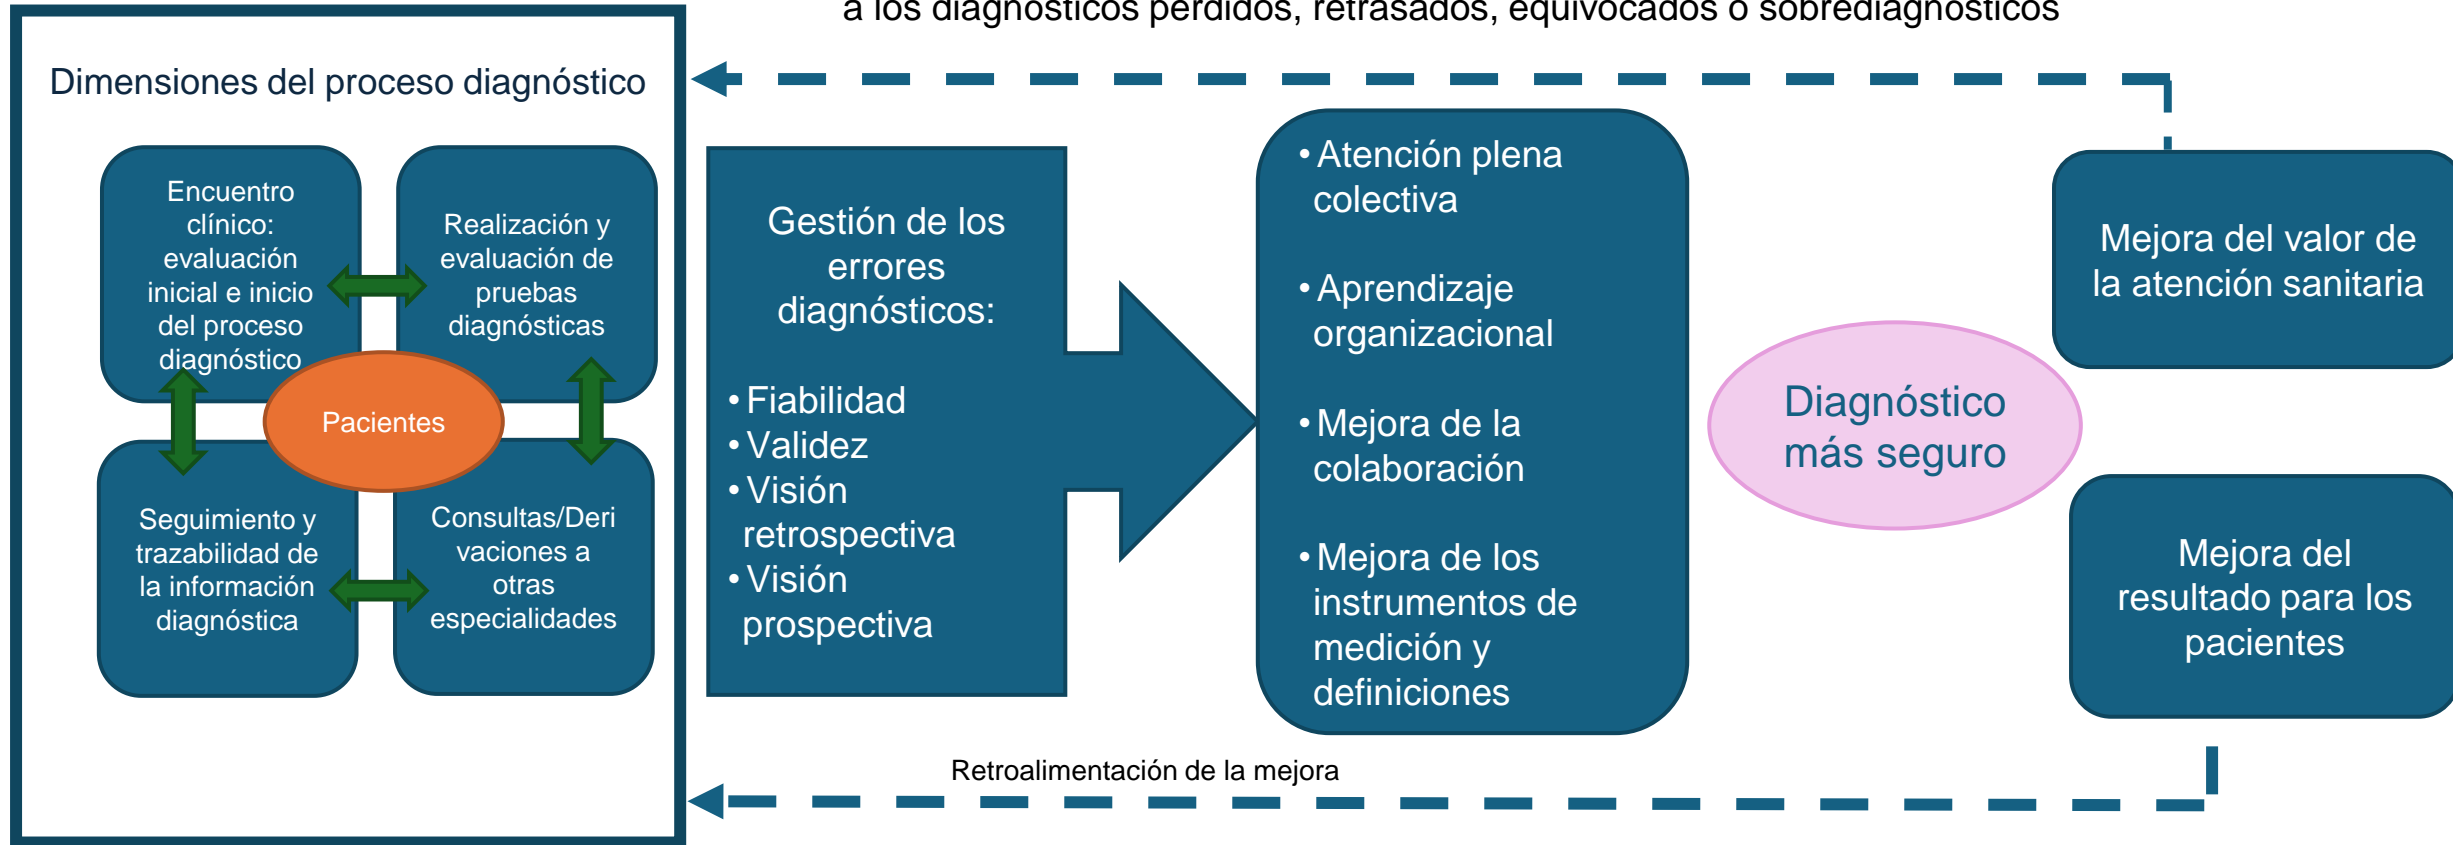 a los diagnósticos perdidos, retrasados, equivocados o sobrediagnósticos
Dimensiones del proceso diagnóstico
Encuentro
clínico:
evaluación
inicial e inicio
del proceso
diagnóstico
Realización y
evaluación de
pruebas
diagnósticas
Pacientes
Seguimiento y
trazabilidad de
la información
diagnóstica
Consultas/Deri
vaciones a
otras
especialidades
Gestión de los
errores
diagnósticos:
• Fiabilidad
• Validez
• Visión
retrospectiva
• Visión
prospectiva
• Atención plena
colectiva
• Aprendizaje
organizacional
• Mejora de la
colaboración
• Mejora de los
instrumentos de
medición y
definiciones
Diagnóstico
más seguro
Mejora del valor de
la atención sanitaria
Mejora del
resultado para los
pacientes
Retroalimentación de la mejora